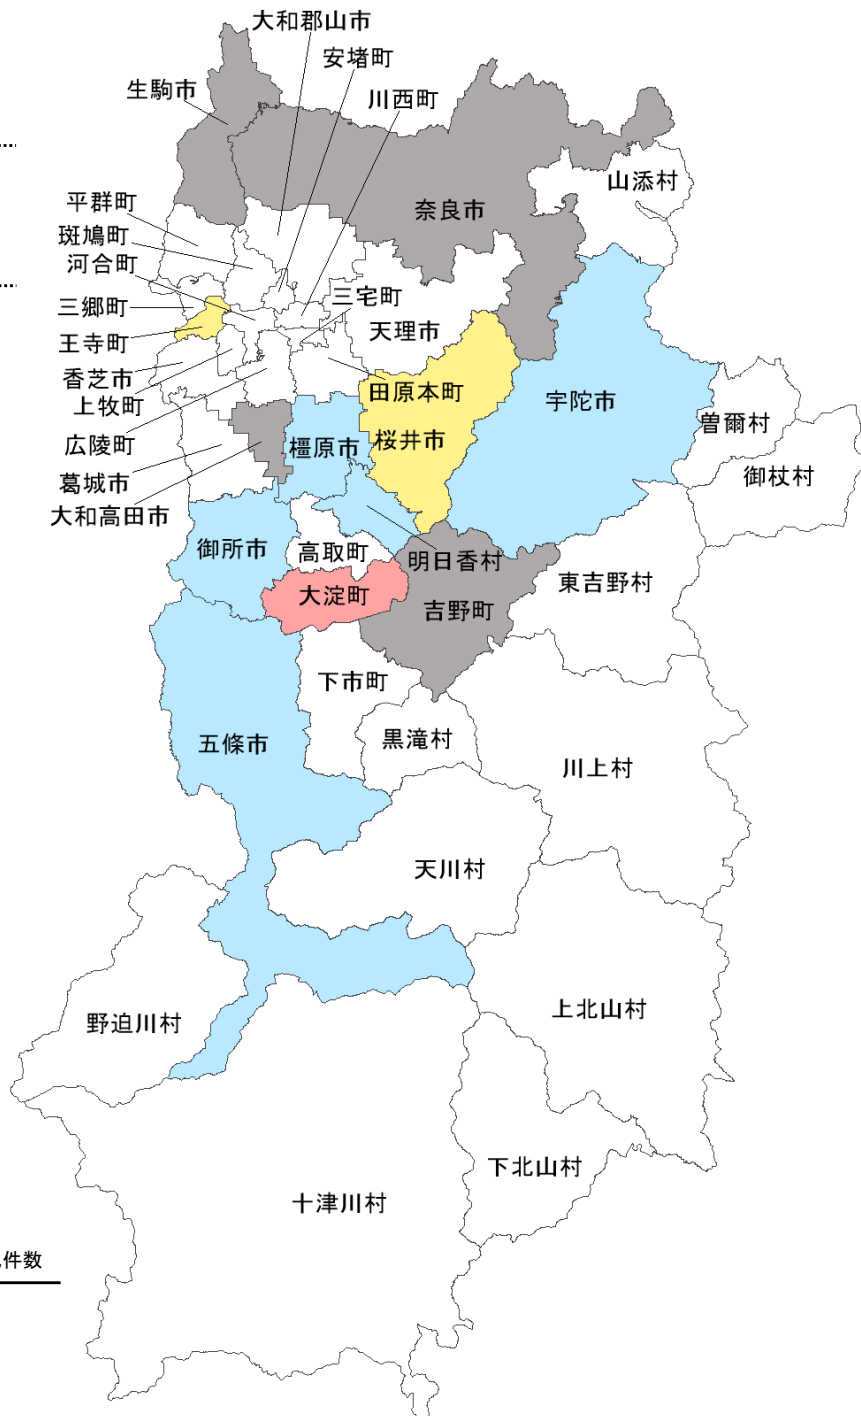 大和郡山市
安堵町
生駒市
川西町
山添村
平群町
奈良市
斑鳩町
河合町
三宅町
三郷町
天理市
王寺町
香芝市
田原本町
上牧町
宇陀市
曽爾村
広陵町
橿原市
桜井市
御杖村
葛城市
大和高田市
御所市
高取町
明日香村
東吉野村
大淀町
吉野町
下市町
黒滝村
五條市
川上村
天川村
上北山村
野迫川村
下北山村
十津川村
件数